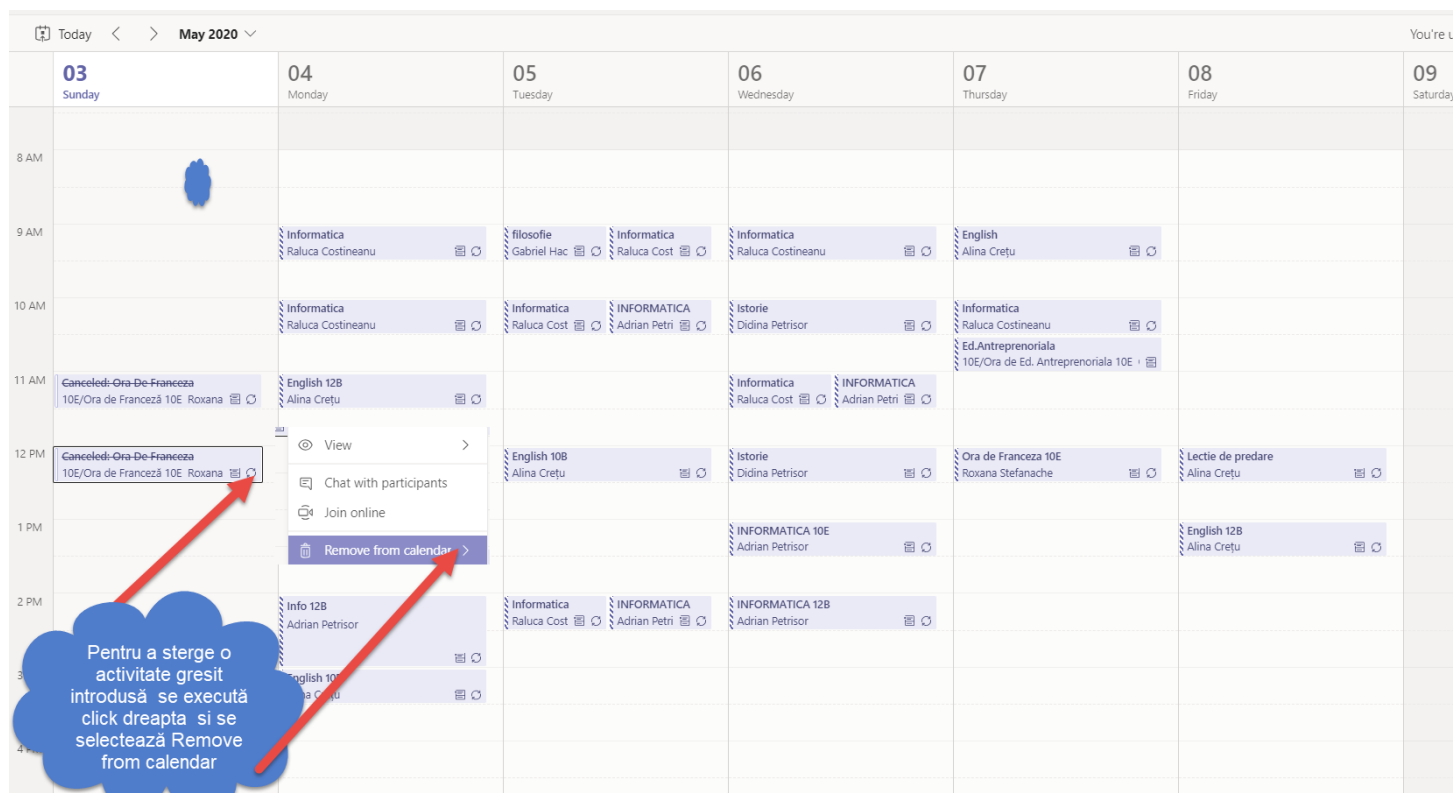 Today
May 2020
You're u
03
Sunday
04
Monday
05
Tuesday
06
Wednesday
07
Thursday
08
Friday
09
Saturday
8 AM
9 AM
10 AM
11 AM
12 PM
1 PM
2 PM
Canceled: Ora De Franceza
10E/Ora de Franceză 10E Roxana
Canceled: Ora De Franceza
10E/Ora de Franceză 10E Roxana
Informatica
Raluca Costineanu
Informatica
Raluca Costineanu
English 12B
Alina Crețu
View
Chat with participants
Join online
Remove from calendar
Info 12B
Adrian Petrisor
English 10
Crețu
filosofie
Gabriel Hac
Informatica
Raluca Cost
Informatica
Raluca Cost
INFORMATICA
Adrian Petri
English 10B
Alina Crețu
Informatica
Raluca Cost
INFORMATICA
Adrian Petri
Informatica
Raluca Costineanu
Istorie
Didina Petrisor
Informatica
Raluca Cost
INFORMATICA
Adrian Petri
Istorie
Didina Petrisor
INFORMATICA 10E
Adrian Petrisor
INFORMATICA 12B
Adrian Petrisor
English
Alina Crețu
Informatica
Raluca Costineanu
Ed.Antreprenoriala
10E/Ora de Ed. Antreprenoriala 10E
Ora de Franceza 10E
Roxana Stefanache
Lectie de predare
Alina Crețu
English 12B
Alina Crețu
Pentru a sterge o
activitate gresit
introdusă se execută
click dreapta si se
selectează Remove
from calendar